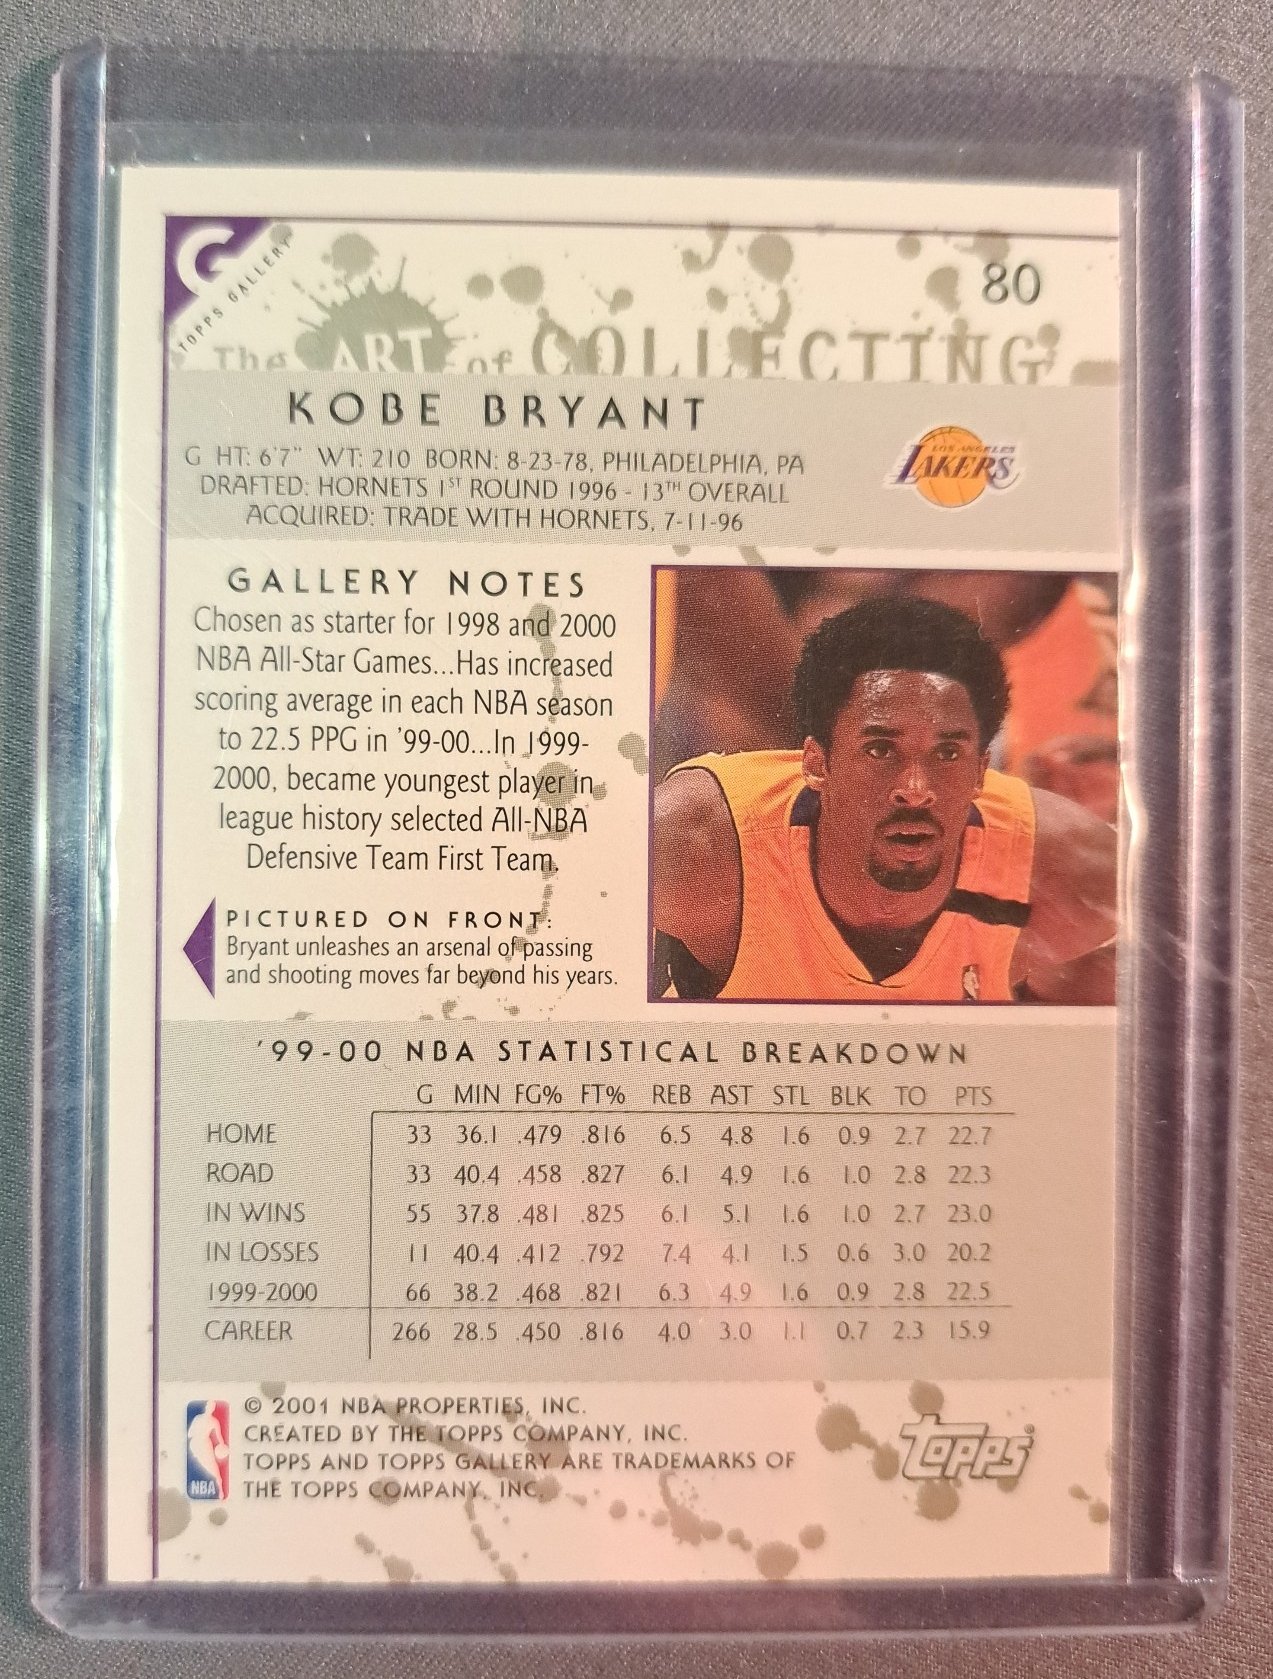 G
TOPPS GALLERY
80
The ART of COLLECTING
KOBE BRYANT
G HT: 6'7" WT: 210 BORN: 8-23-78, PHILADELPHIA, PA
DRAFTED: HORNETS 1ST ROUND 1996 - 13TH OVERALL
ACQUIRED: TRADE WITH HORNETS, 7-11-96
LOS ANGELES
LAKERS
GALLERY NOTES
Chosen as starter for 1998 and 2000
NBA All-Star Games...Has increased
scoring average in each NBA season
to 22.5 PPG in '99-00...In 1999-
2000, became youngest player in
league history selected All-NBA
Defensive Team First Team.
PICTURED ON FRONT:
Bryant unleashes an arsenal of passing
and shooting moves far beyond his years.
'99-00 NBA STATISTICAL BREAKDOWN
G MIN FG% FT% REB AST STL BLK TO PTS
HOME 33 36.1 .479 .816 6.5 4.8 1.6 0.9 2.7 22.7
ROAD 33 40.4 .458 .827 6.1 4.9 1.6 1.0 2.8 22.3
IN WINS 55 37.8 .481 .825 6.1 5.1 1.6 1.0 2.7 23.0
IN LOSSES 11 40.4 .412 .792 7.4 4.1 1.5 0.6 3.0 20.2
1999-2000 66 38.2 .468 .821 6.3 4.9 1.6 0.9 2.8 22.5
CAREER 266 28.5 .450 .816 4.0 3.0 1.1 0.7 2.3 15.9
© 2001 NBA PROPERTIES, INC.
CREATED BY THE TOPPS COMPANY, INC.
TOPPS AND TOPPS GALLERY ARE TRADEMARKS OF
THE TOPPS COMPANY, INC.
NBA
TOPPS